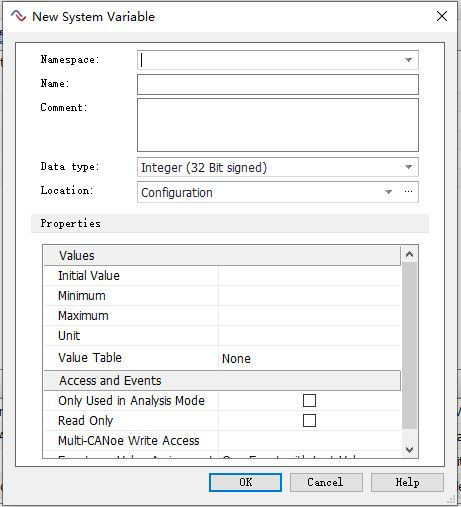 New System Variable
Namespace:
Name:
Comment:
Data type: Integer (32 Bit signed)
Location: Configuration ...
Properties
Values
Initial Value
Minimum
Maximum
Unit
Value Table None
Access and Events
Only Used in Analysis Mode
Read Only
Multi-CANoe Write Access
OK Cancel Help